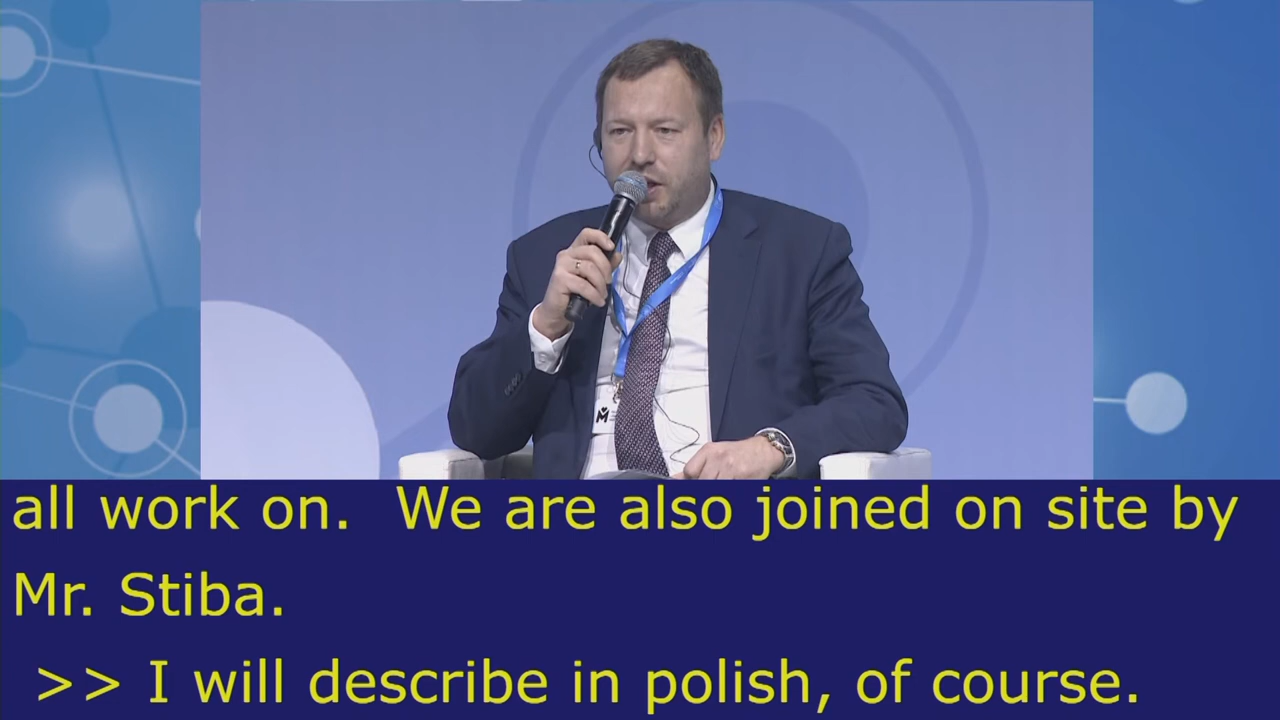 all work on.  We are also joined on site by
Mr. Stiba.
>> I will describe in polish, of course.